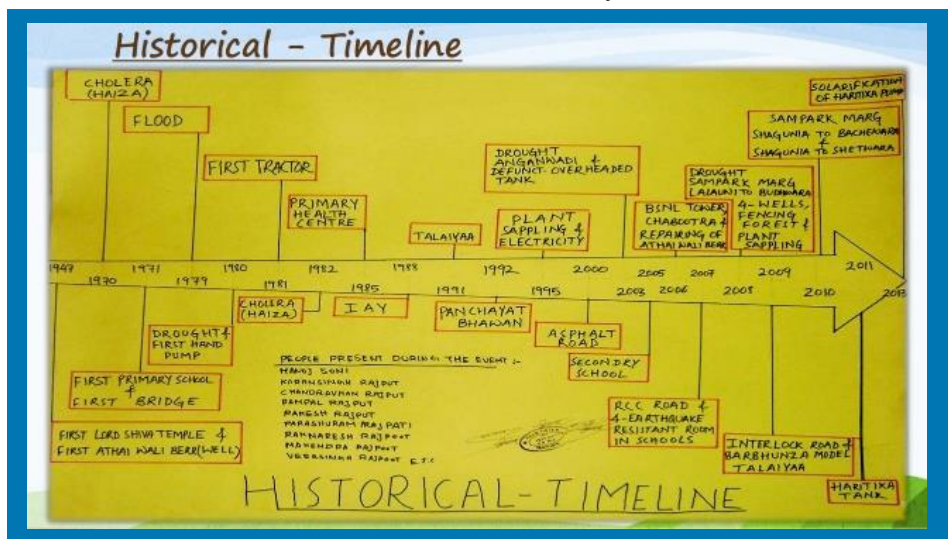 Historical - Timeline
CHOLERA
(HAIZA)
FLOOD
FIRST TRACTOR
PRIMARY
HEALTH
CENTRE
TALAIYAA
DROUGHT
ANGANWADI &
DEFUNCT-OVERHEADED
TANK
PLANT
SAPPLING &
ELECTRICITY
BSNL TOWER,
CHABOOTRA &
REPAIRING OF
ATHAI WALI BERR
DROUGHT
SAMPARK MARG
LALAUNI TO BUDHWARA
4-WELLS,
FENCING
FOREST &
PLANT
SAPPLING
SOLARIFICATION
OF HARITIKA PUMP
SAMPARK MARG
SHAGUNIA TO BACHEWARA
&
SHAGUNIA TO SHETWARA
1947 1971 1980 1982 1988 1992 2000 2005 2007 2009 2011
1970 1979 1981 1985 1991 1995 2003 2006 2008 2010 2013
FIRST LORD SHIVA TEMPLE &
FIRST ATHAI WALI BERR(WELL)
FIRST PRIMARY SCHOOL
&
FIRST BRIDGE
DROUGHT &
FIRST HAND
PUMP
CHOLERA
(HAIZA)
IAY
PANCHAYAT
BHAWAN
ASPHALT
ROAD
SECONDRY
SCHOOL
RCC ROAD &
4-EARTHQUAKE
RESISTANT ROOM
IN SCHOOLS
INTERLOCK ROAD &
BARBHUNZA MODEL
TALAIYAA
HARITIKA
TANK
PEOPLE PRESENT DURING THE EVENT :-
MANOJ SONI
KARANSINGH RAJPUT
CHANDRABHAN RAJPUT
RAMPAL RAJPUT
RAKESH RAJPUT
PARASHURAM PRAJPATI
RAMNARESH RAJPOOT
MAHENDRA RAJPOOT
VEERSINGH RAJPOOT E.T.C
HISTORICAL-TIMELINE